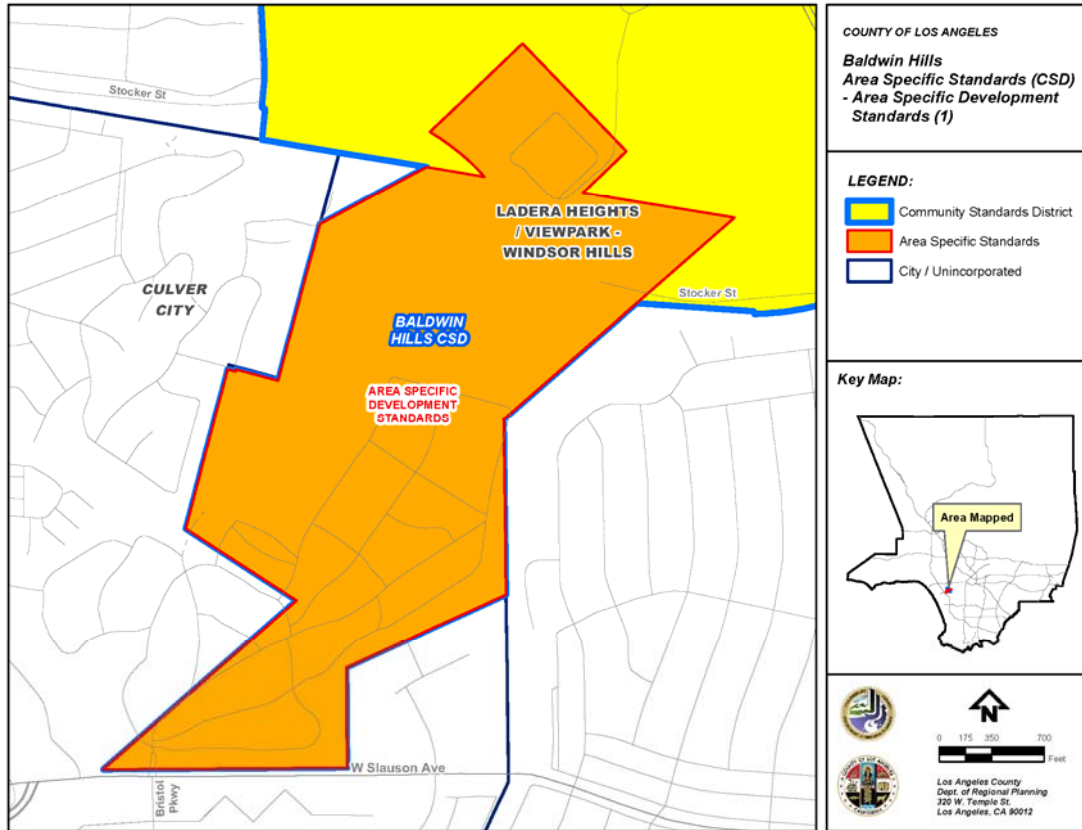 Stocker St
LADERA HEIGHTS
/ VIEWPARK -
WINDSOR HILLS
CULVER
CITY
Stocker St
BALDWIN
HILLS CSD
AREA SPECIFIC
DEVELOPMENT
STANDARDS
W Slauson Ave
Bristol
Pkwy
COUNTY OF LOS ANGELES
Baldwin Hills
Area Specific Standards (CSD)
- Area Specific Development
Standards (1)
LEGEND:
Community Standards District
Area Specific Standards
City / Unincorporated
Key Map:
Area Mapped
N
0 175 350 700
Feet
Los Angeles County
Dept. of Regional Planning
320 W. Temple St.
Los Angeles, CA 90012